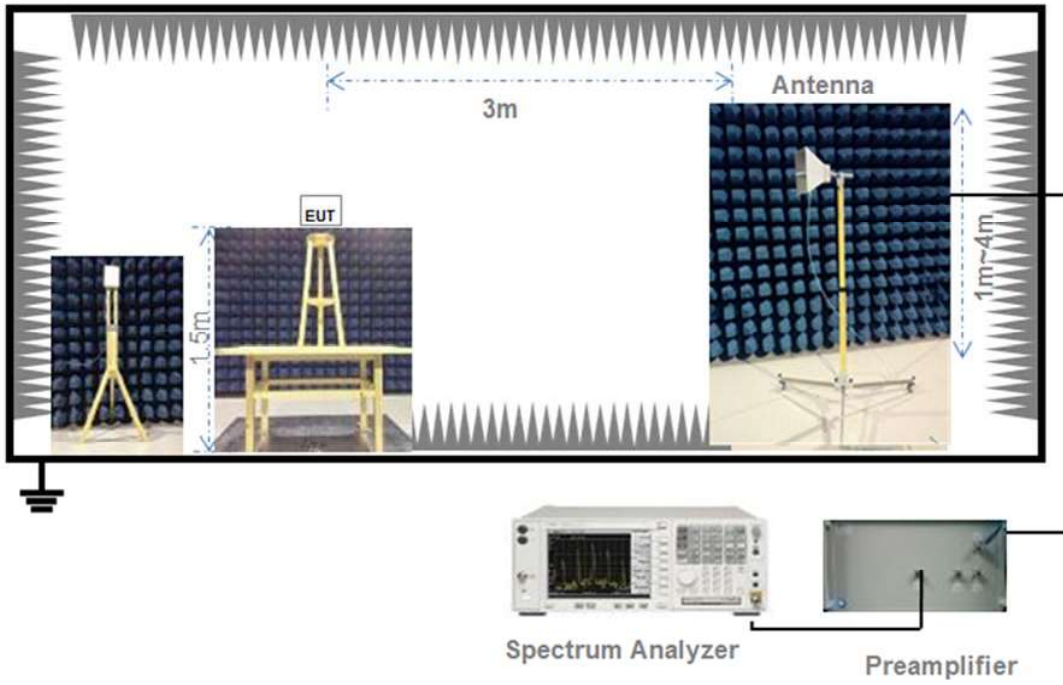 Antenna
3m
EUT
1.5m
1m~4m
Spectrum Analyzer
Preamplifier